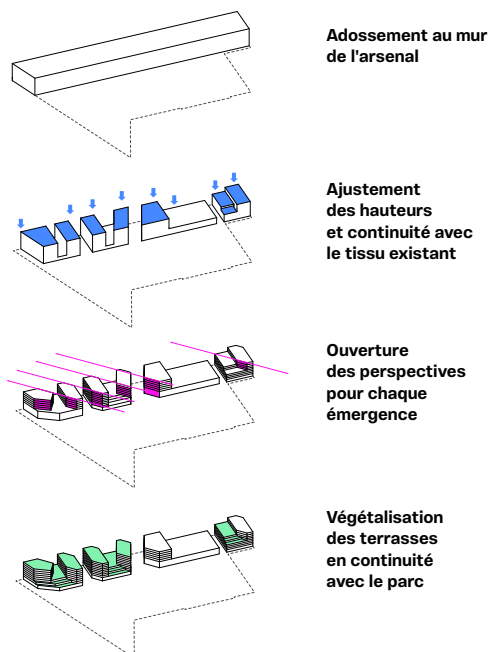 Adossement au mur
de l'arsenal
Ajustement
des hauteurs
et continuité avec
le tissu existant
Ouverture
des perspectives
pour chaque
émergence
Végétalisation
des terrasses
en continuité
avec le parc